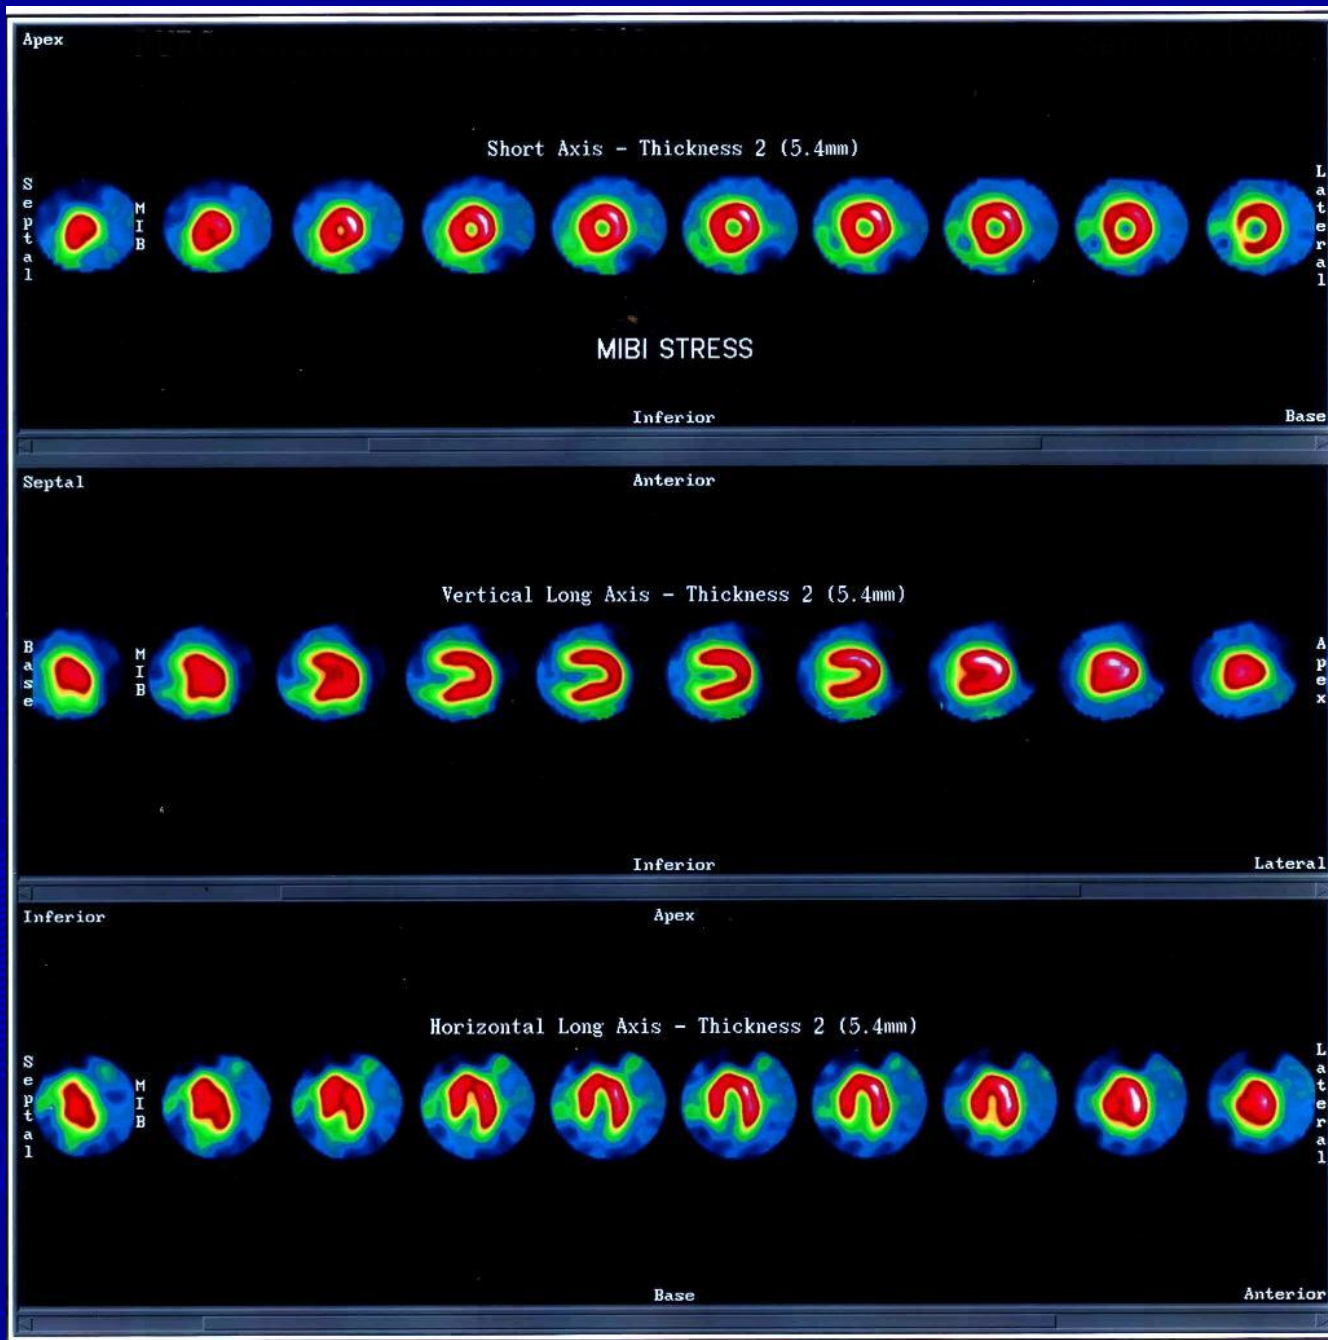 Apex
Short Axis - Thickness 2 (5.4mm)
Septal
MIB
Lateral
MIBI STRESS
Inferior
Base
Septal
Anterior
Vertical Long Axis - Thickness 2 (5.4mm)
Base
MIB
Apex
Inferior
Lateral
Inferior
Apex
Horizontal Long Axis - Thickness 2 (5.4mm)
Septal
MIB
Lateral
Base
Anterior